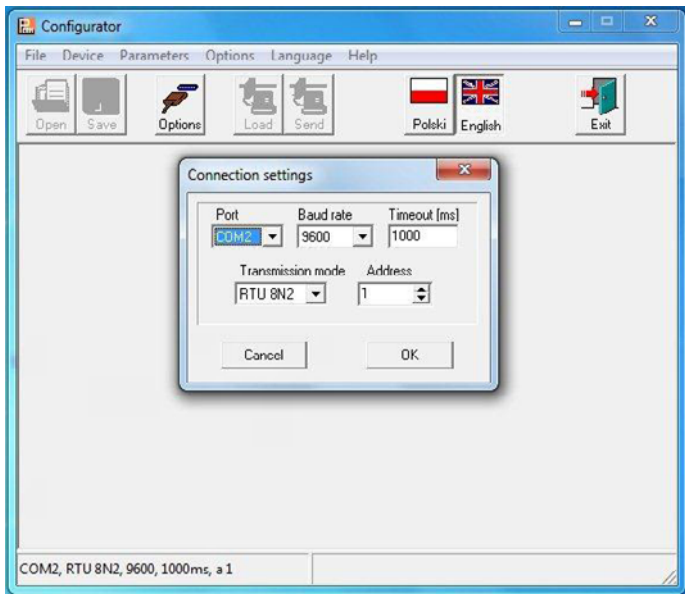 Configurator
File Device Parameters Options Language Help
Open Save Options Load Send Polski English Exit
Connection settings
Port Baud rate Timeout [ms]
COM2 9600 1000
Transmission mode Address
RTU 8N2 1
Cancel OK
COM2, RTU 8N2, 9600, 1000ms, a 1